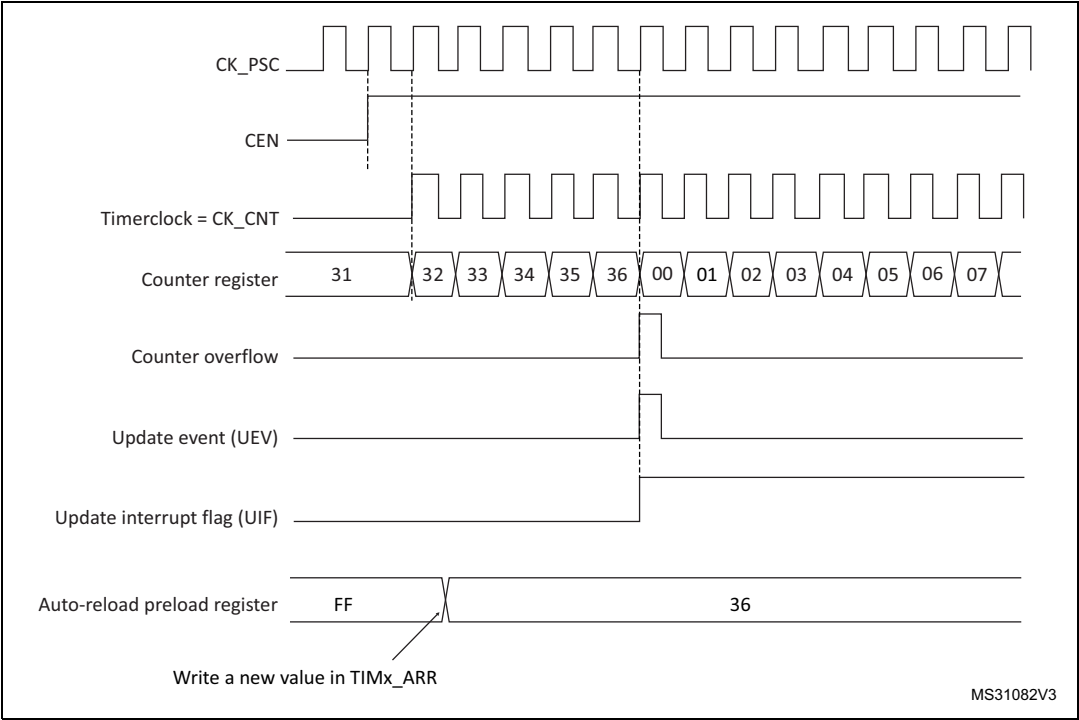 CK_PSC
CEN
Timerclock = CK_CNT
Counter register 31 32 33 34 35 36 00 01 02 03 04 05 06 07
Counter overflow
Update event (UEV)
Update interrupt flag (UIF)
Auto-reload preload register FF 36
Write a new value in TIMx_ARR
MS31082V3